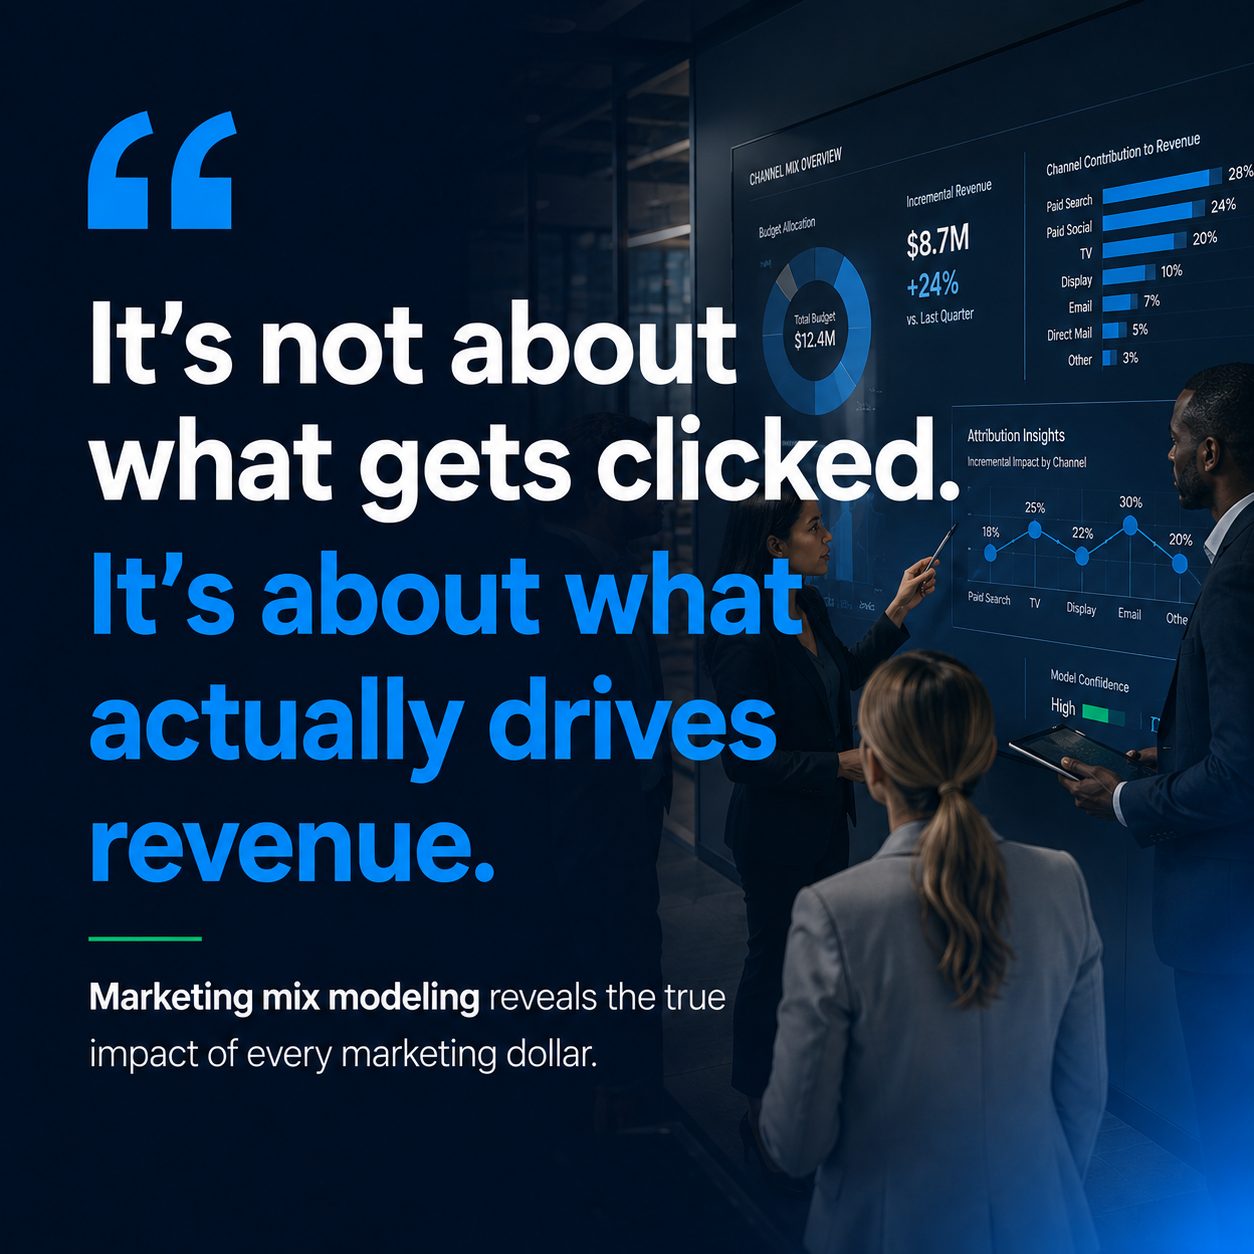 “
It’s not about
what gets clicked.
It’s about what
actually drives
revenue.
Marketing mix modeling reveals the true
impact of every marketing dollar.
CHANNEL MIX OVERVIEW
Budget Allocation
Total Budget
$12.4M
Incremental Revenue
$8.7M
+24%
vs. Last Quarter
Channel Contribution to Revenue
Paid Search 28%
Paid Social 24%
TV 20%
Display 10%
Email 7%
Direct Mail 5%
Other 3%
Attribution Insights
Incremental Impact by Channel
18% 25% 22% 30% 20%
Paid Search TV Display Email Othe
Model Confidence
High